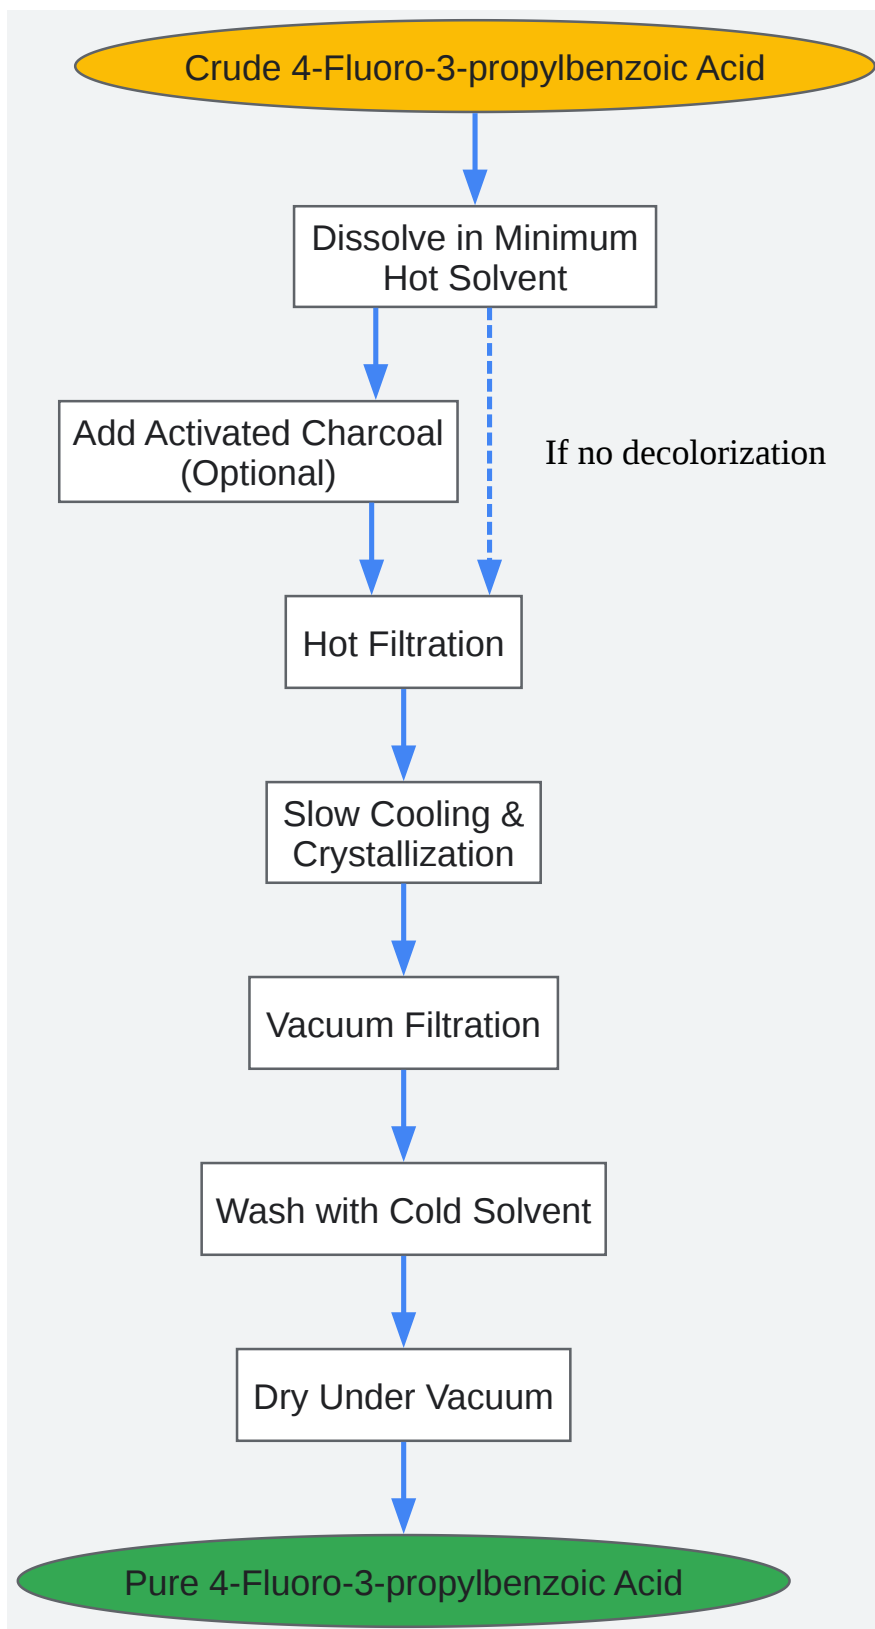 Crude 4-Fluoro-3-propylbenzoic Acid
Dissolve in Minimum
Hot Solvent
Add Activated Charcoal
(Optional)
If no decolorization
Hot Filtration
Slow Cooling &
Crystallization
Vacuum Filtration
Wash with Cold Solvent
Dry Under Vacuum
Pure 4-Fluoro-3-propylbenzoic Acid